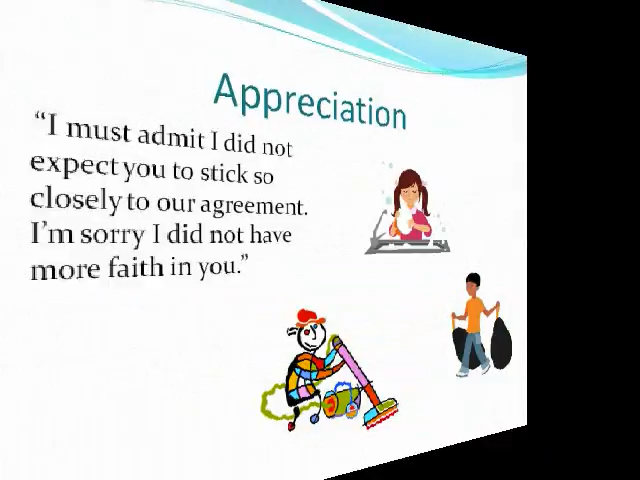 Appreciation
“I must admit I did not
expect you to stick so
closely to our agreement.
I’m sorry I did not have
more faith in you.”